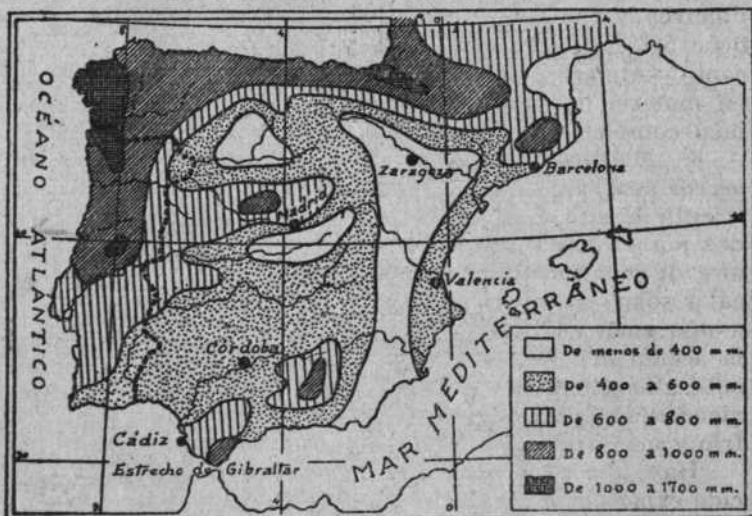 OCÉANO ATLÁNTICO
Zaragoza
Barcelona
Madrid
Valencia
Córdoba
Cádiz
Estrecho de Gibraltar
MAR MÉDITERRÁNEO
De menos de 400 mm.
De 400 a 600 mm.
De 600 a 800 mm.
De 800 a 1000 mm.
De 1000 a 1700 mm.